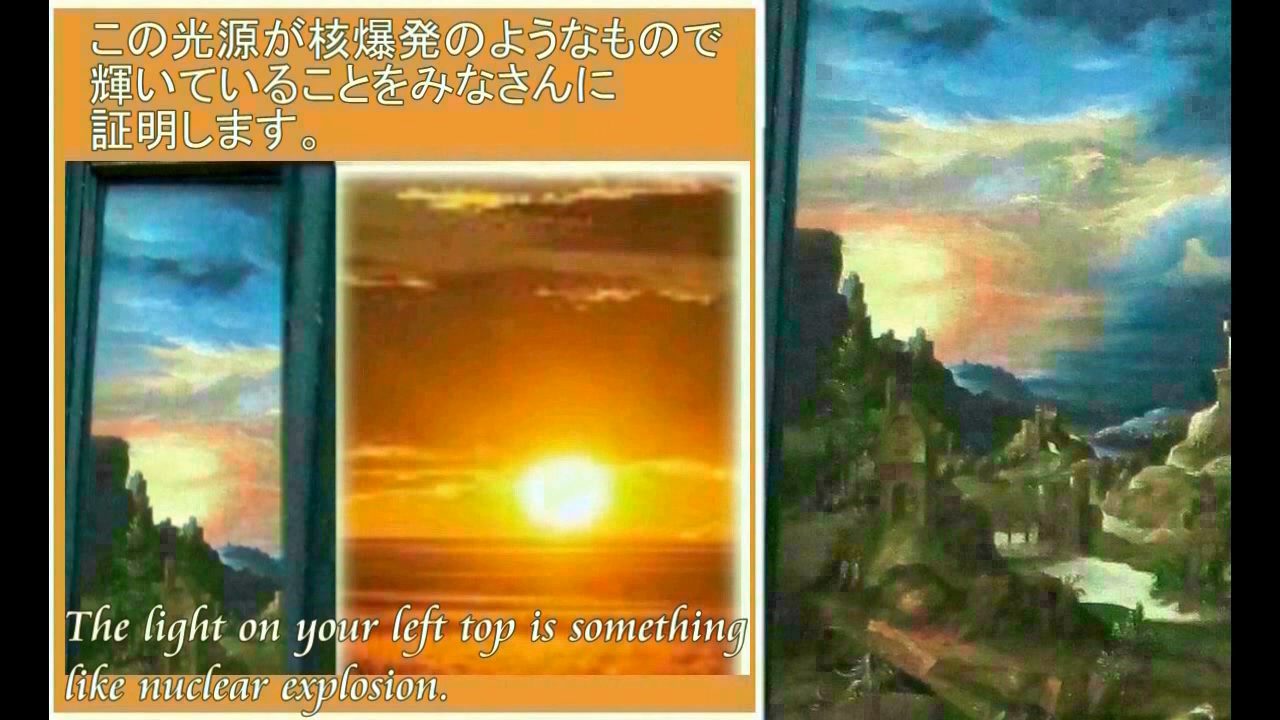 この光源が核爆発のようなもので
輝いていることをみなさんに
証明します。
The light on your left top is something
like nuclear explosion.